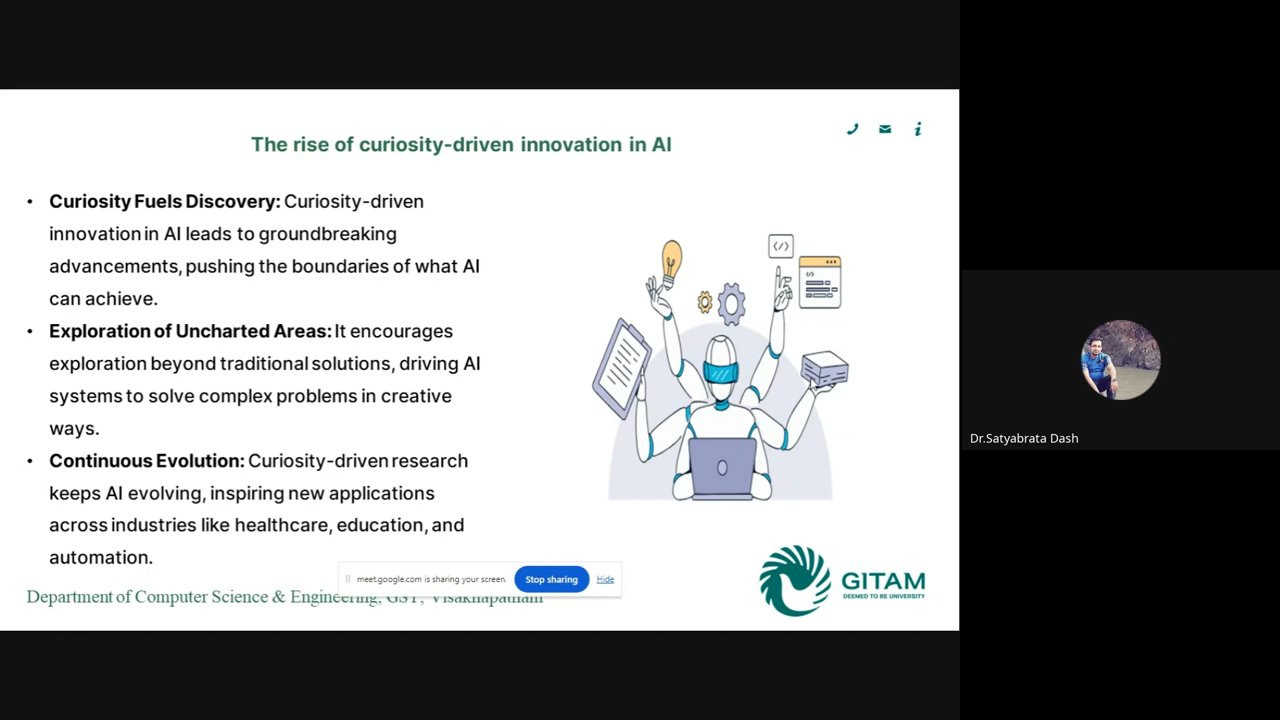 The rise of curiosity-driven innovation in AI
• Curiosity Fuels Discovery: Curiosity-driven
innovation in AI leads to groundbreaking
advancements, pushing the boundaries of what AI
can achieve.
• Exploration of Uncharted Areas: It encourages
exploration beyond traditional solutions, driving AI
systems to solve complex problems in creative
ways.
• Continuous Evolution: Curiosity-driven research
keeps AI evolving, inspiring new applications
across industries like healthcare, education, and
automation.
meet.google.com is sharing your screen. Stop sharing Hide
Department of Computer Science & Engineering, GST, Visakhapatnam
</>
</>
GITAM
DEEMED TO BE UNIVERSITY
Dr.Satyabrata Dash